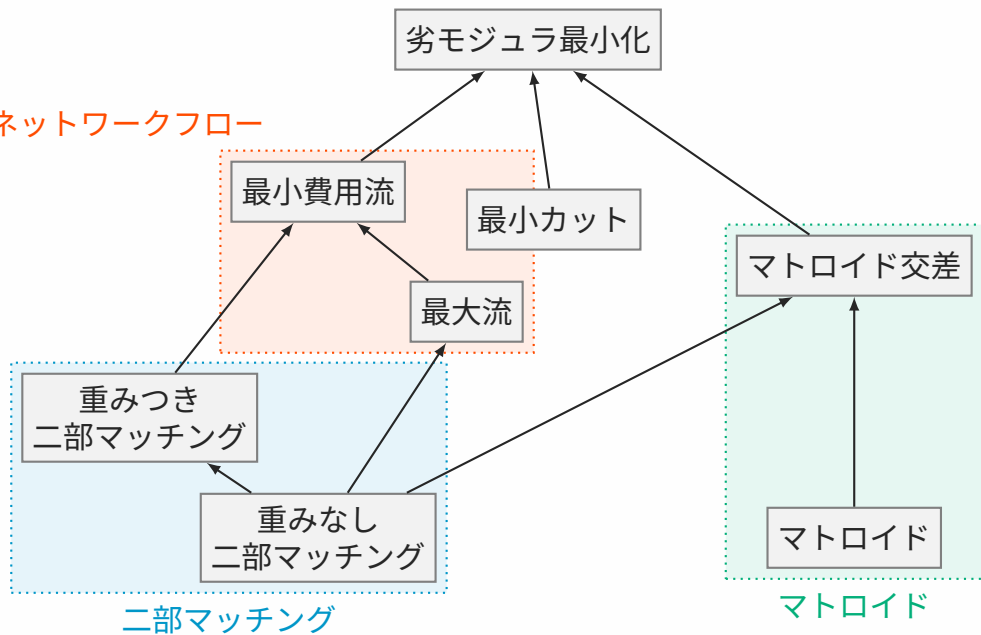 劣モジュラ最小化
ネットワークフロー
最小費用流
最小カット
マトロイド交差
最大流
重みつき
二部マッチング
重みなし
二部マッチング
マトロイド
二部マッチング
マトロイド